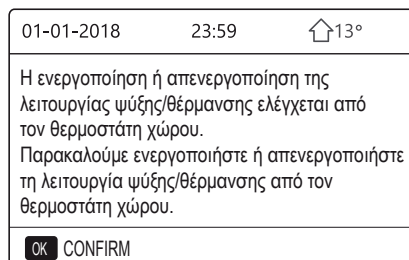 01-01-2018 23:59 13°
Η ενεργοποίηση ή απενεργοποίηση της
λειτουργίας ψύξης/θέρμανσης ελέγχεται από
τον θερμοστάτη χώρου.
Παρακαλούμε ενεργοποιήστε ή απενεργοποιήστε
τη λειτουργία ψύξης/θέρμανσης από τον
θερμοστάτη χώρου.
OK CONFIRM